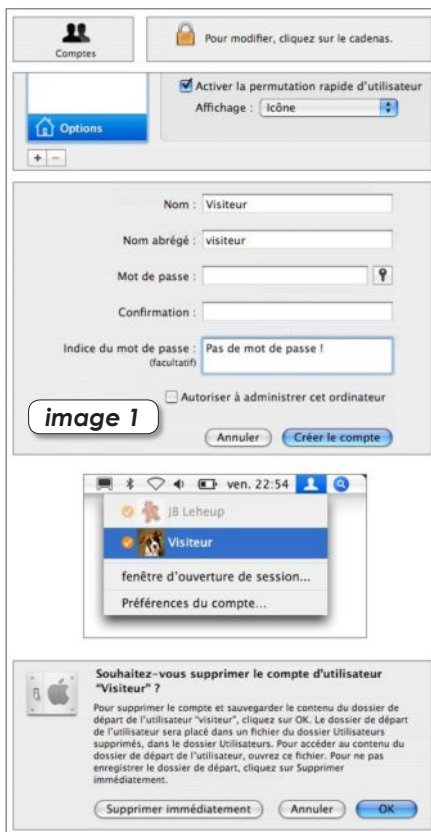 Comptes
Pour modifier, cliquez sur le cadenas.
Activer la permutation rapide d'utilisateur
Affichage : Icône
Options
+ -
Nom : Visiteur
Nom abrégé : visiteur
Mot de passe :
Confirmation :
Indice du mot de passe : Pas de mot de passe !
(facultatif)
Autoriser à administrer cet ordinateur
image 1
Annuler Créer le compte
ven. 22:54
JB Leheup
Visiteur
fenêtre d'ouverture de session...
Préférences du compte...
Souhaitez-vous supprimer le compte d'utilisateur
"Visiteur" ?
Pour supprimer le compte et sauvegarder le contenu du dossier de
départ de l'utilisateur "visiteur", cliquez sur OK. Le dossier de départ
de l'utilisateur sera placé dans un fichier du dossier Utilisateurs
supprimés, dans le dossier Utilisateurs. Pour accéder au contenu du
dossier de départ de l'utilisateur, ouvrez ce fichier. Pour ne pas
enregistrer le dossier de départ, cliquez sur Supprimer
immédiatement.
Supprimer immédiatement Annuler OK